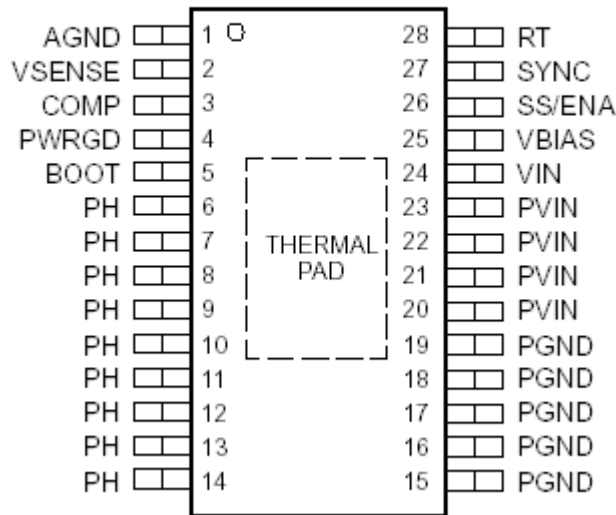 AGND 1 28 RT
VSENSE 2 27 SYNC
COMP 3 26 SS/ENA
PWRGD 4 25 VBIAS
BOOT 5 24 VIN
PH 6 23 PVIN
PH 7 22 PVIN
PH 8 21 PVIN
PH 9 20 PVIN
PH 10 19 PGND
PH 11 18 PGND
PH 12 17 PGND
PH 13 16 PGND
PH 14 15 PGND
THERMAL
PAD